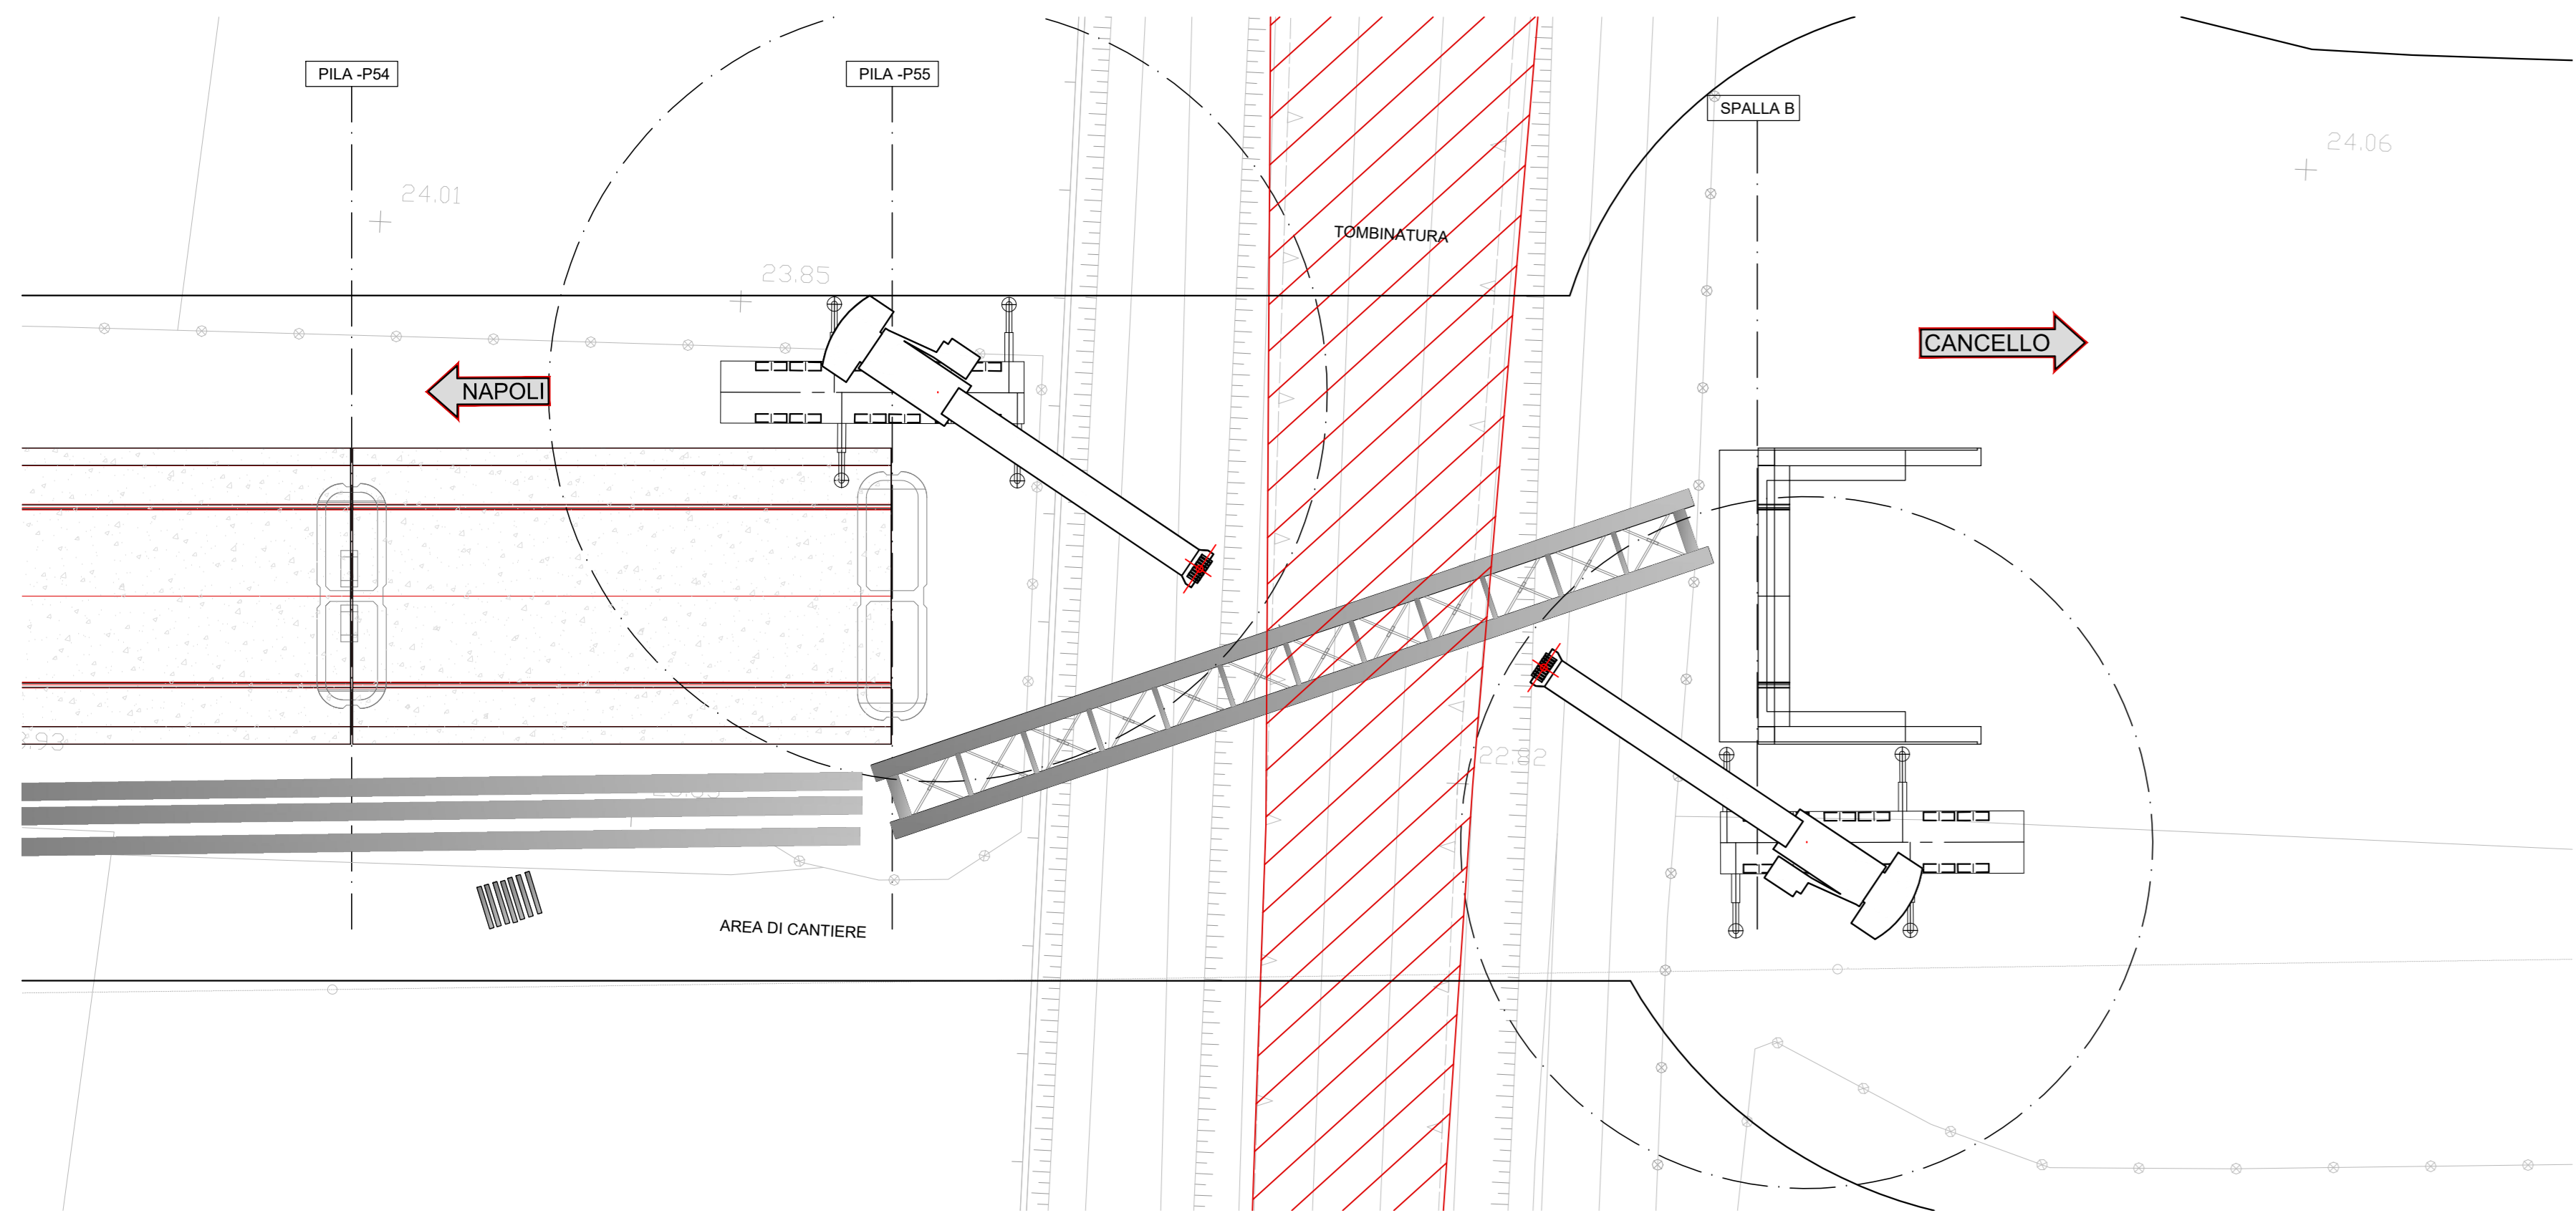 PILA -P54
PILA -P55
SPALLA B
24.06
24.01
TOMBINATURA
23.85
CANCELLO
NAPOLI
22.82
AREA DI CANTIERE